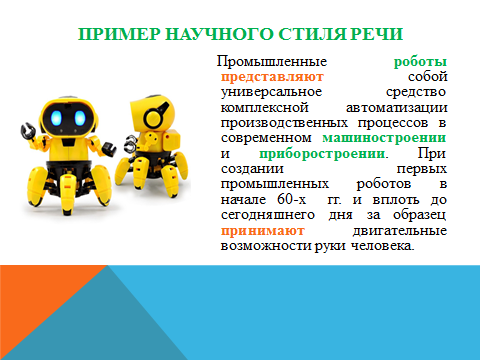 ПРИМЕР НАУЧНОГО СТИЛЯ РЕЧИ
Промышленные роботы
представляют собой
универсальное средство
комплексной автоматизации
производственных процессов в
современном машиностроении
и приборостроении. При
создании первых
промышленных роботов в
начале 60-х гг. и вплоть до
сегодняшнего дня за образец
принимают двигательные
возможности руки человека.